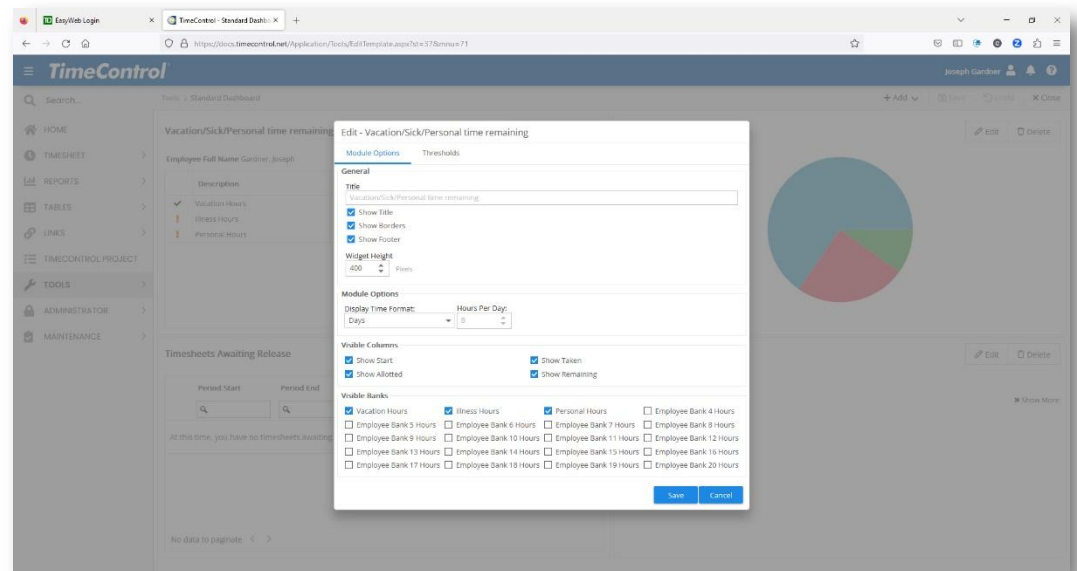 EasyWeb Login
TimeControl - Standard Dashbo
https://docs.timecontrol.net/Application/Tools/EditTemplate.aspx?st=37&mnu=71
TimeControl
Joseph Gardner
Search...
Tools > Standard Dashboard
+ Add Save Undo X Close
HOME
TIMESHEET
REPORTS
TABLES
LINKS
TIMECONTROL PROJECT
TOOLS
ADMINISTRATOR
MAINTENANCE
Vacation/Sick/Personal time remaining
Edit Delete
Employee Full Name Gardner, Joseph
Description
Vacation Hours
Illness Hours
Personal Hours
Timesheets Awaiting Release
Edit Delete
Period Start Period End
Show More
At this time, you have no timesheets awaiting
No data to paginate
Edit - Vacation/Sick/Personal time remaining
Module Options Thresholds
General
Title
Vacation/Sick/Personal time remaining
Show Title
Show Borders
Show Footer
Widget Height
400 Pixels
Module Options
Display Time Format: Hours Per Day:
Days
Visible Columns
Show Start Show Taken
Show Allotted Show Remaining
Visible Banks
Vacation Hours Illness Hours Personal Hours Employee Bank 4 Hours
Employee Bank 5 Hours Employee Bank 6 Hours Employee Bank 7 Hours Employee Bank 8 Hours
Employee Bank 9 Hours Employee Bank 10 Hours Employee Bank 11 Hours Employee Bank 12 Hours
Employee Bank 13 Hours Employee Bank 14 Hours Employee Bank 15 Hours Employee Bank 16 Hours
Employee Bank 17 Hours Employee Bank 18 Hours Employee Bank 19 Hours Employee Bank 20 Hours
Save Cancel